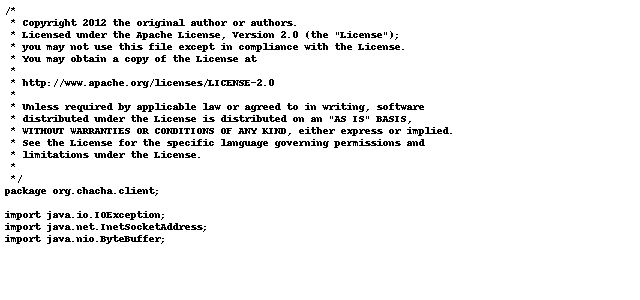 /*
 * Copyright 2012 the original author or authors.
 * Licensed under the Apache License, Version 2.0 (the "License");
 * you may not use this file except in compliance with the License.
 * You may obtain a copy of the License at
 *
 * http://www.apache.org/licenses/LICENSE-2.0
 *
 * Unless required by applicable law or agreed to in writing, software
 * distributed under the License is distributed on an "AS IS" BASIS,
 * WITHOUT WARRANTIES OR CONDITIONS OF ANY KIND, either express or implied.
 * See the License for the specific language governing permissions and
 * limitations under the License.
 *
 */
package org.chacha.client;

import java.io.IOException;
import java.net.InetSocketAddress;
import java.nio.ByteBuffer;